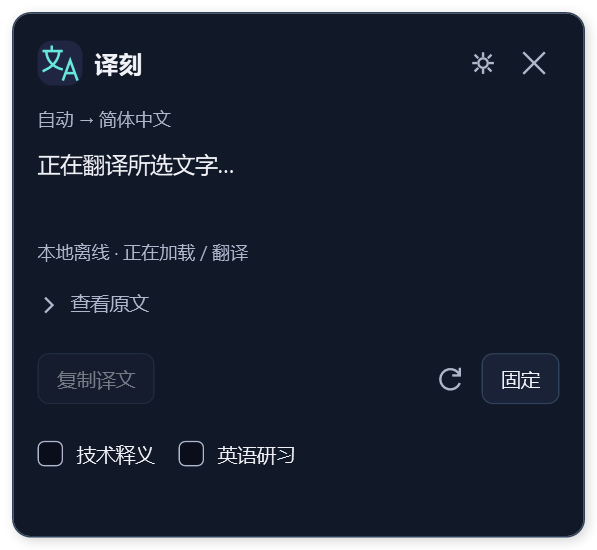 文A 译刻
自动 → 简体中文
正在翻译所选文字...
本地离线 · 正在加载 / 翻译
查看原文
复制译文 固定
技术释义 英语研习